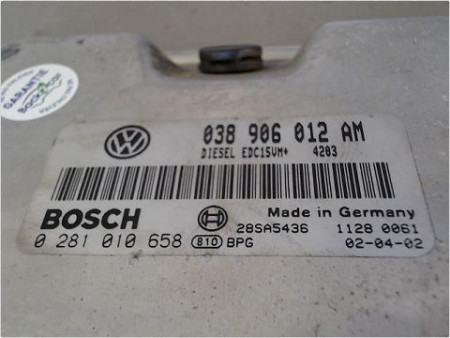 GARANTIE
038 906 012 AM
DIESEL EDC15VM+ 4203
BOSCH
28SA5436
Made in Germany
1128 0061
0 281 010 658 810 BPG
02-04-02